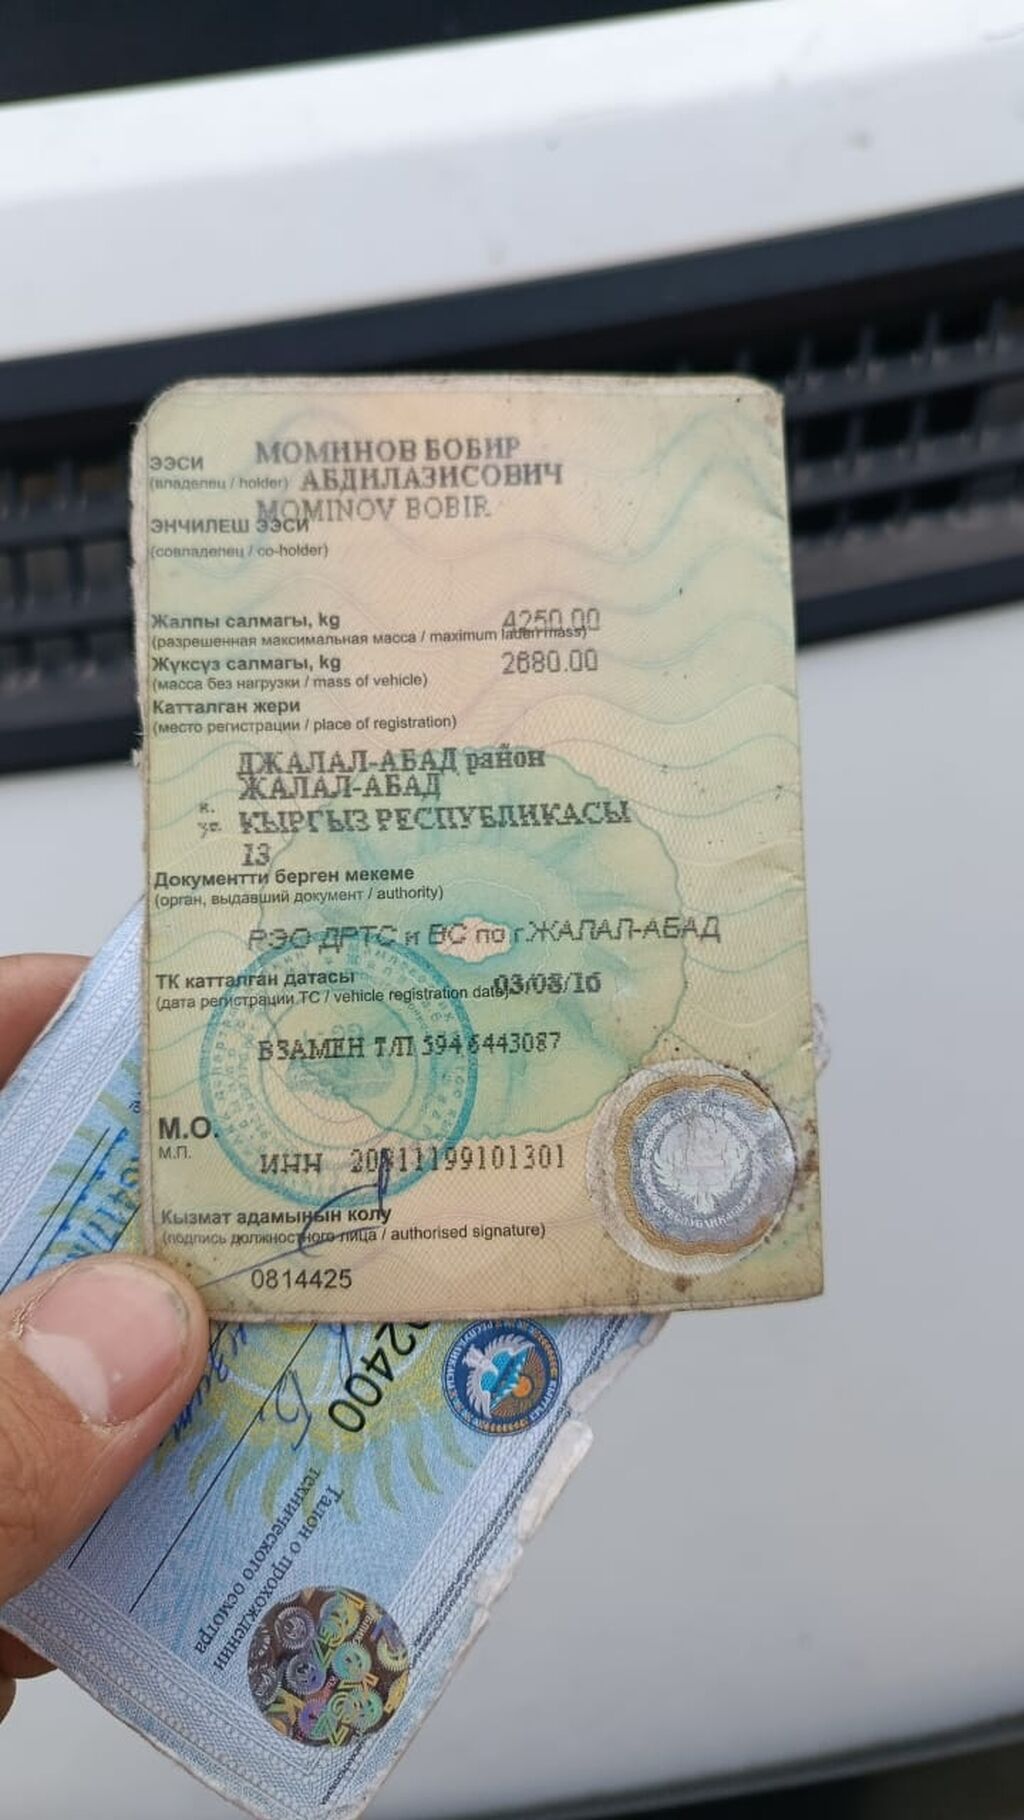 ЭЭСИ МОМИНОВ БОБИР
(владелец / holder) АБДИЛАЗИСОВИЧ
MOMINOV BOBIR
ЭНЧИЛЕШ ЭЭСИ
(совладелец / co-holder)
Жалпы салмагы, kg 4250.00
(разрешенная максимальная масса / maximum laden mass)
Жүксүз салмагы, kg 2680.00
(масса без нагрузки / mass of vehicle)
Катталган жери
(место регистрации / place of registration)
ДЖАЛАЛ-АБАД район
ЖАЛАЛ-АБАД
к.
ул. КЫРГЫЗ РЕСПУБЛИКАСЫ
13
Документти берген мекеме
(орган, выдавший документ / authority)
РЭО ДРТС и ВС по г.ЖАЛАЛ-АБАД
ТК катталган датасы 03/08/16
(дата регистрации ТС / vehicle registration date)
ВЗАМЕН Т/П 394 6443087
М.О.
М.П.
ИНН 20811199101301
Кызмат адамынын колу
(подпись должностного лица / authorised signature)
0814425
2400
Талон о прохождении
технического осмотра